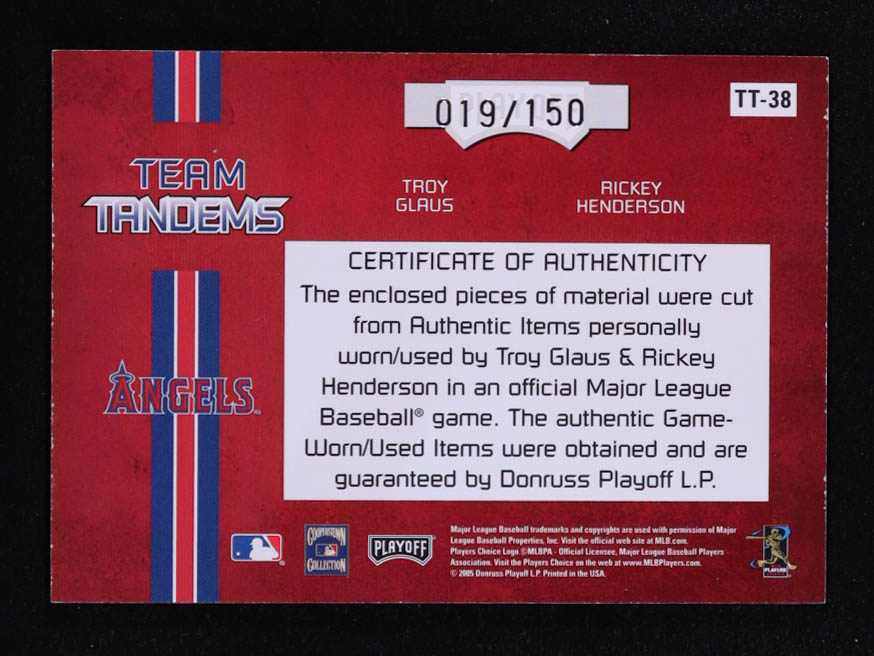 PLAYOFF
019/150
TT-38
TEAM
TANDEMS
TROY
GLAUS
RICKEY
HENDERSON
CERTIFICATE OF AUTHENTICITY
The enclosed pieces of material were cut
from Authentic Items personally
worn/used by Troy Glaus & Rickey
Henderson in an official Major League
Baseball® game. The authentic Game-
Worn/Used Items were obtained and are
guaranteed by Donruss Playoff L.P.
ANGELS
COOPERSTOWN
COLLECTION
PLAYOFF
Major League Baseball trademarks and copyrights are used with permission of Major
League Baseball Properties, Inc. Visit the official web site at MLB.com.
Players Choice Logo ©MLBPA - Official Licensee, Major League Baseball Players
Association. Visit the Players Choice on the web at www.MLBPlayers.com.
© 2005 Donruss Playoff L.P. Printed in the USA.
PLAYERS